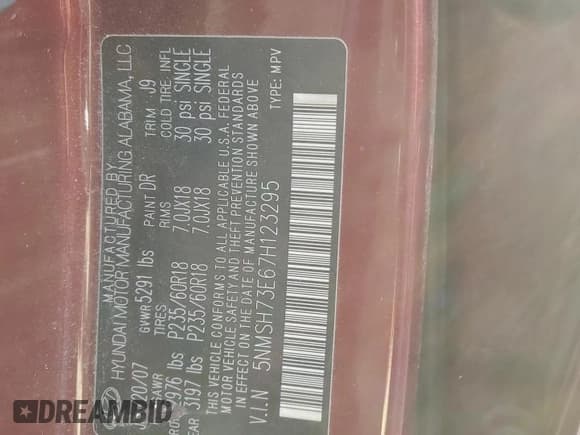 MANUFACTURED BY
HYUNDAI MOTOR MANUFACTURING ALABAMA, LLC
20/07 GVWR 5291 lbs PAINT DR TRIM J9
TIRES RIMS COLD TIRE INFL
2976 lbs P235/60R18 7.0JX18 30 psi SINGLE
REAR 3197 lbs P235/60R18 7.0JX18 30 psi SINGLE
THIS VEHICLE CONFORMS TO ALL APPLICABLE U.S.A. FEDERAL
MOTOR VEHICLE SAFETY AND THEFT PREVENTION STANDARDS
IN EFFECT ON THE DATE OF MANUFACTURE SHOWN ABOVE
V.I.N 5NMSH73E67H123295 TYPE: MPV
DREAMBID